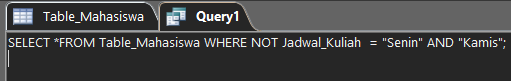 Table_Mahasiswa Query1
SELECT *FROM Table_Mahasiswa WHERE NOT Jadwal_Kuliah  = "Senin" AND "Kamis";